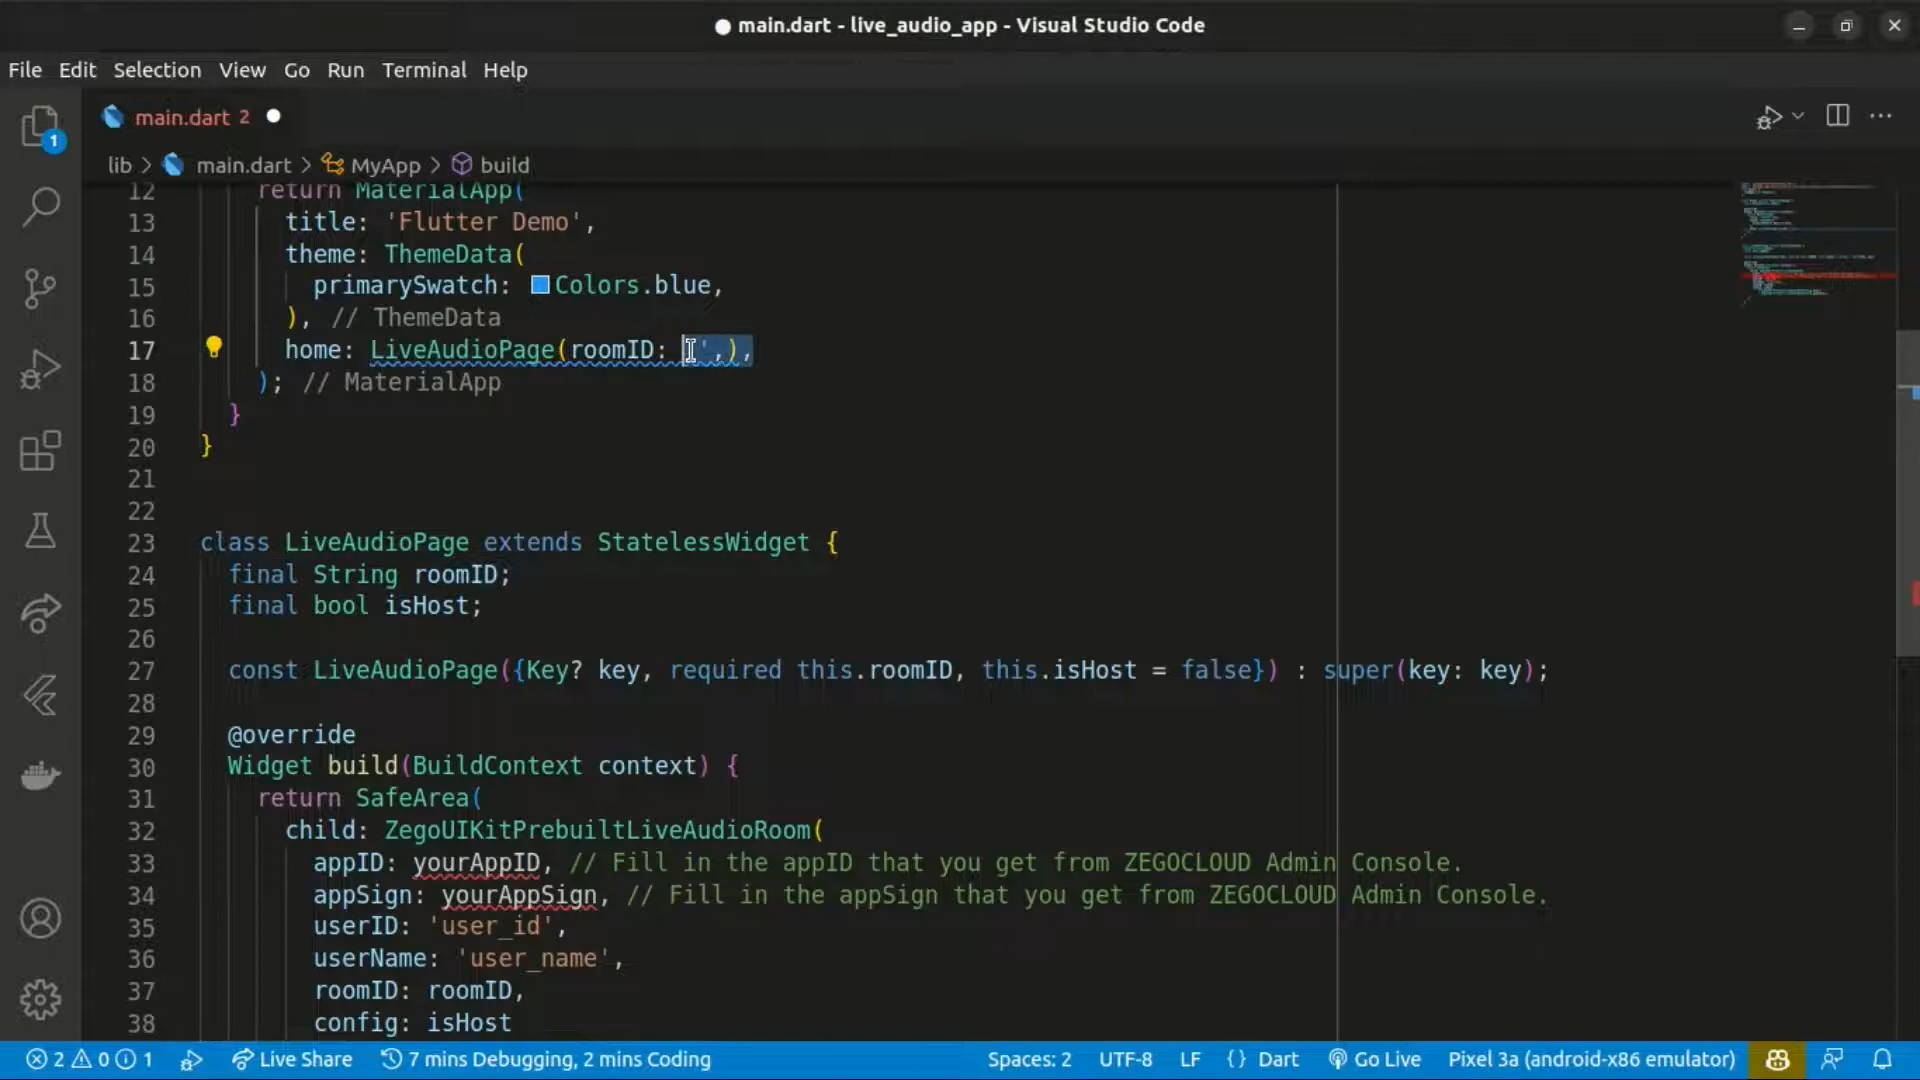 main.dart - live_audio_app - Visual Studio Code
File Edit Selection View Go Run Terminal Help
1
main.dart 2
lib > main.dart > MyApp > build
12 return MaterialApp(
13 title: 'Flutter Demo',
14 theme: ThemeData(
15 primarySwatch: Colors.blue,
16 ), // ThemeData
17 home: LiveAudioPage(roomID: '',),
18 ); // MaterialApp
19 }
20 }
21
22
23 class LiveAudioPage extends StatelessWidget {
24 final String roomID;
25 final bool isHost;
26
27 const LiveAudioPage({Key? key, required this.roomID, this.isHost = false}) : super(key: key);
28
29 @override
30 Widget build(BuildContext context) {
31 return SafeArea(
32 child: ZegoUIKitPrebuiltLiveAudioRoom(
33 appID: yourAppID, // Fill in the appID that you get from ZEGOCLOUD Admin Console.
34 appSign: yourAppSign, // Fill in the appSign that you get from ZEGOCLOUD Admin Console.
35 userID: 'user_id',
36 userName: 'user_name',
37 roomID: roomID,
38 config: isHost
2 0 1 Live Share 7 mins Debugging, 2 mins Coding Spaces: 2 UTF-8 LF {} Dart Go Live Pixel 3a (android-x86 emulator)